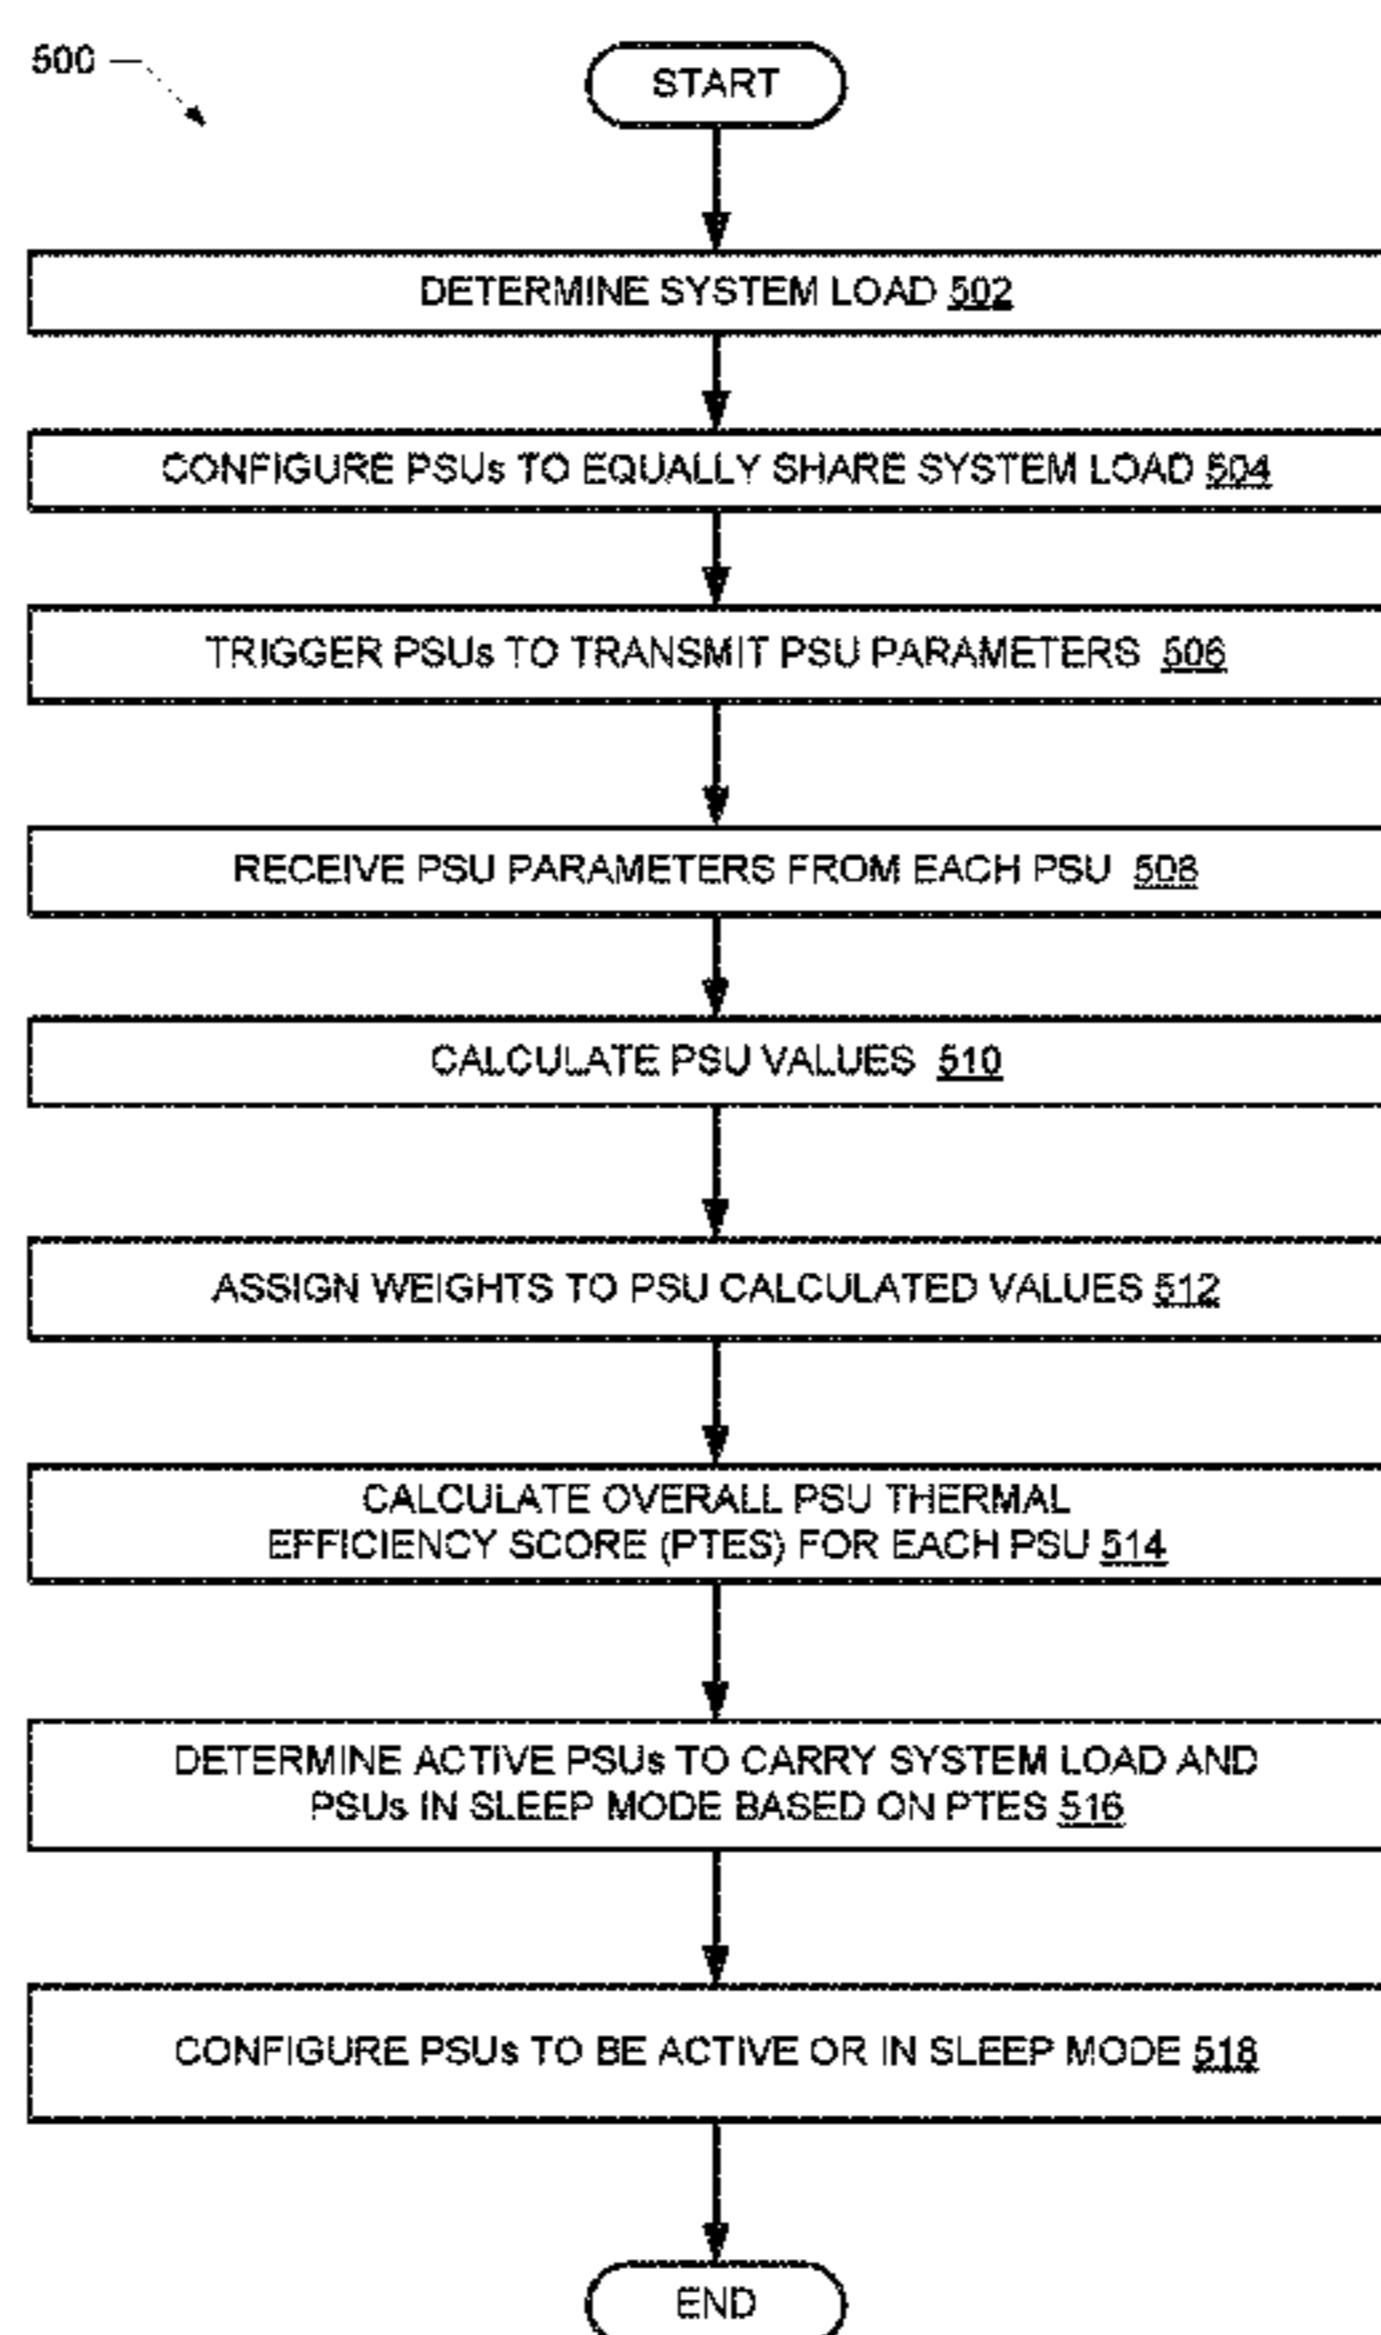 500
START
DETERMINE SYSTEM LOAD 502
CONFIGURE PSUs TO EQUALLY SHARE SYSTEM LOAD 504
TRIGGER PSUs TO TRANSMIT PSU PARAMETERS 506
RECEIVE PSU PARAMETERS FROM EACH PSU 508
CALCULATE PSU VALUES 510
ASSIGN WEIGHTS TO PSU CALCULATED VALUES 512
CALCULATE OVERALL PSU THERMAL
EFFICIENCY SCORE (PTES) FOR EACH PSU 514
DETERMINE ACTIVE PSUs TO CARRY SYSTEM LOAD AND
PSUs IN SLEEP MODE BASED ON PTES 516
CONFIGURE PSUs TO BE ACTIVE OR IN SLEEP MODE 518
END